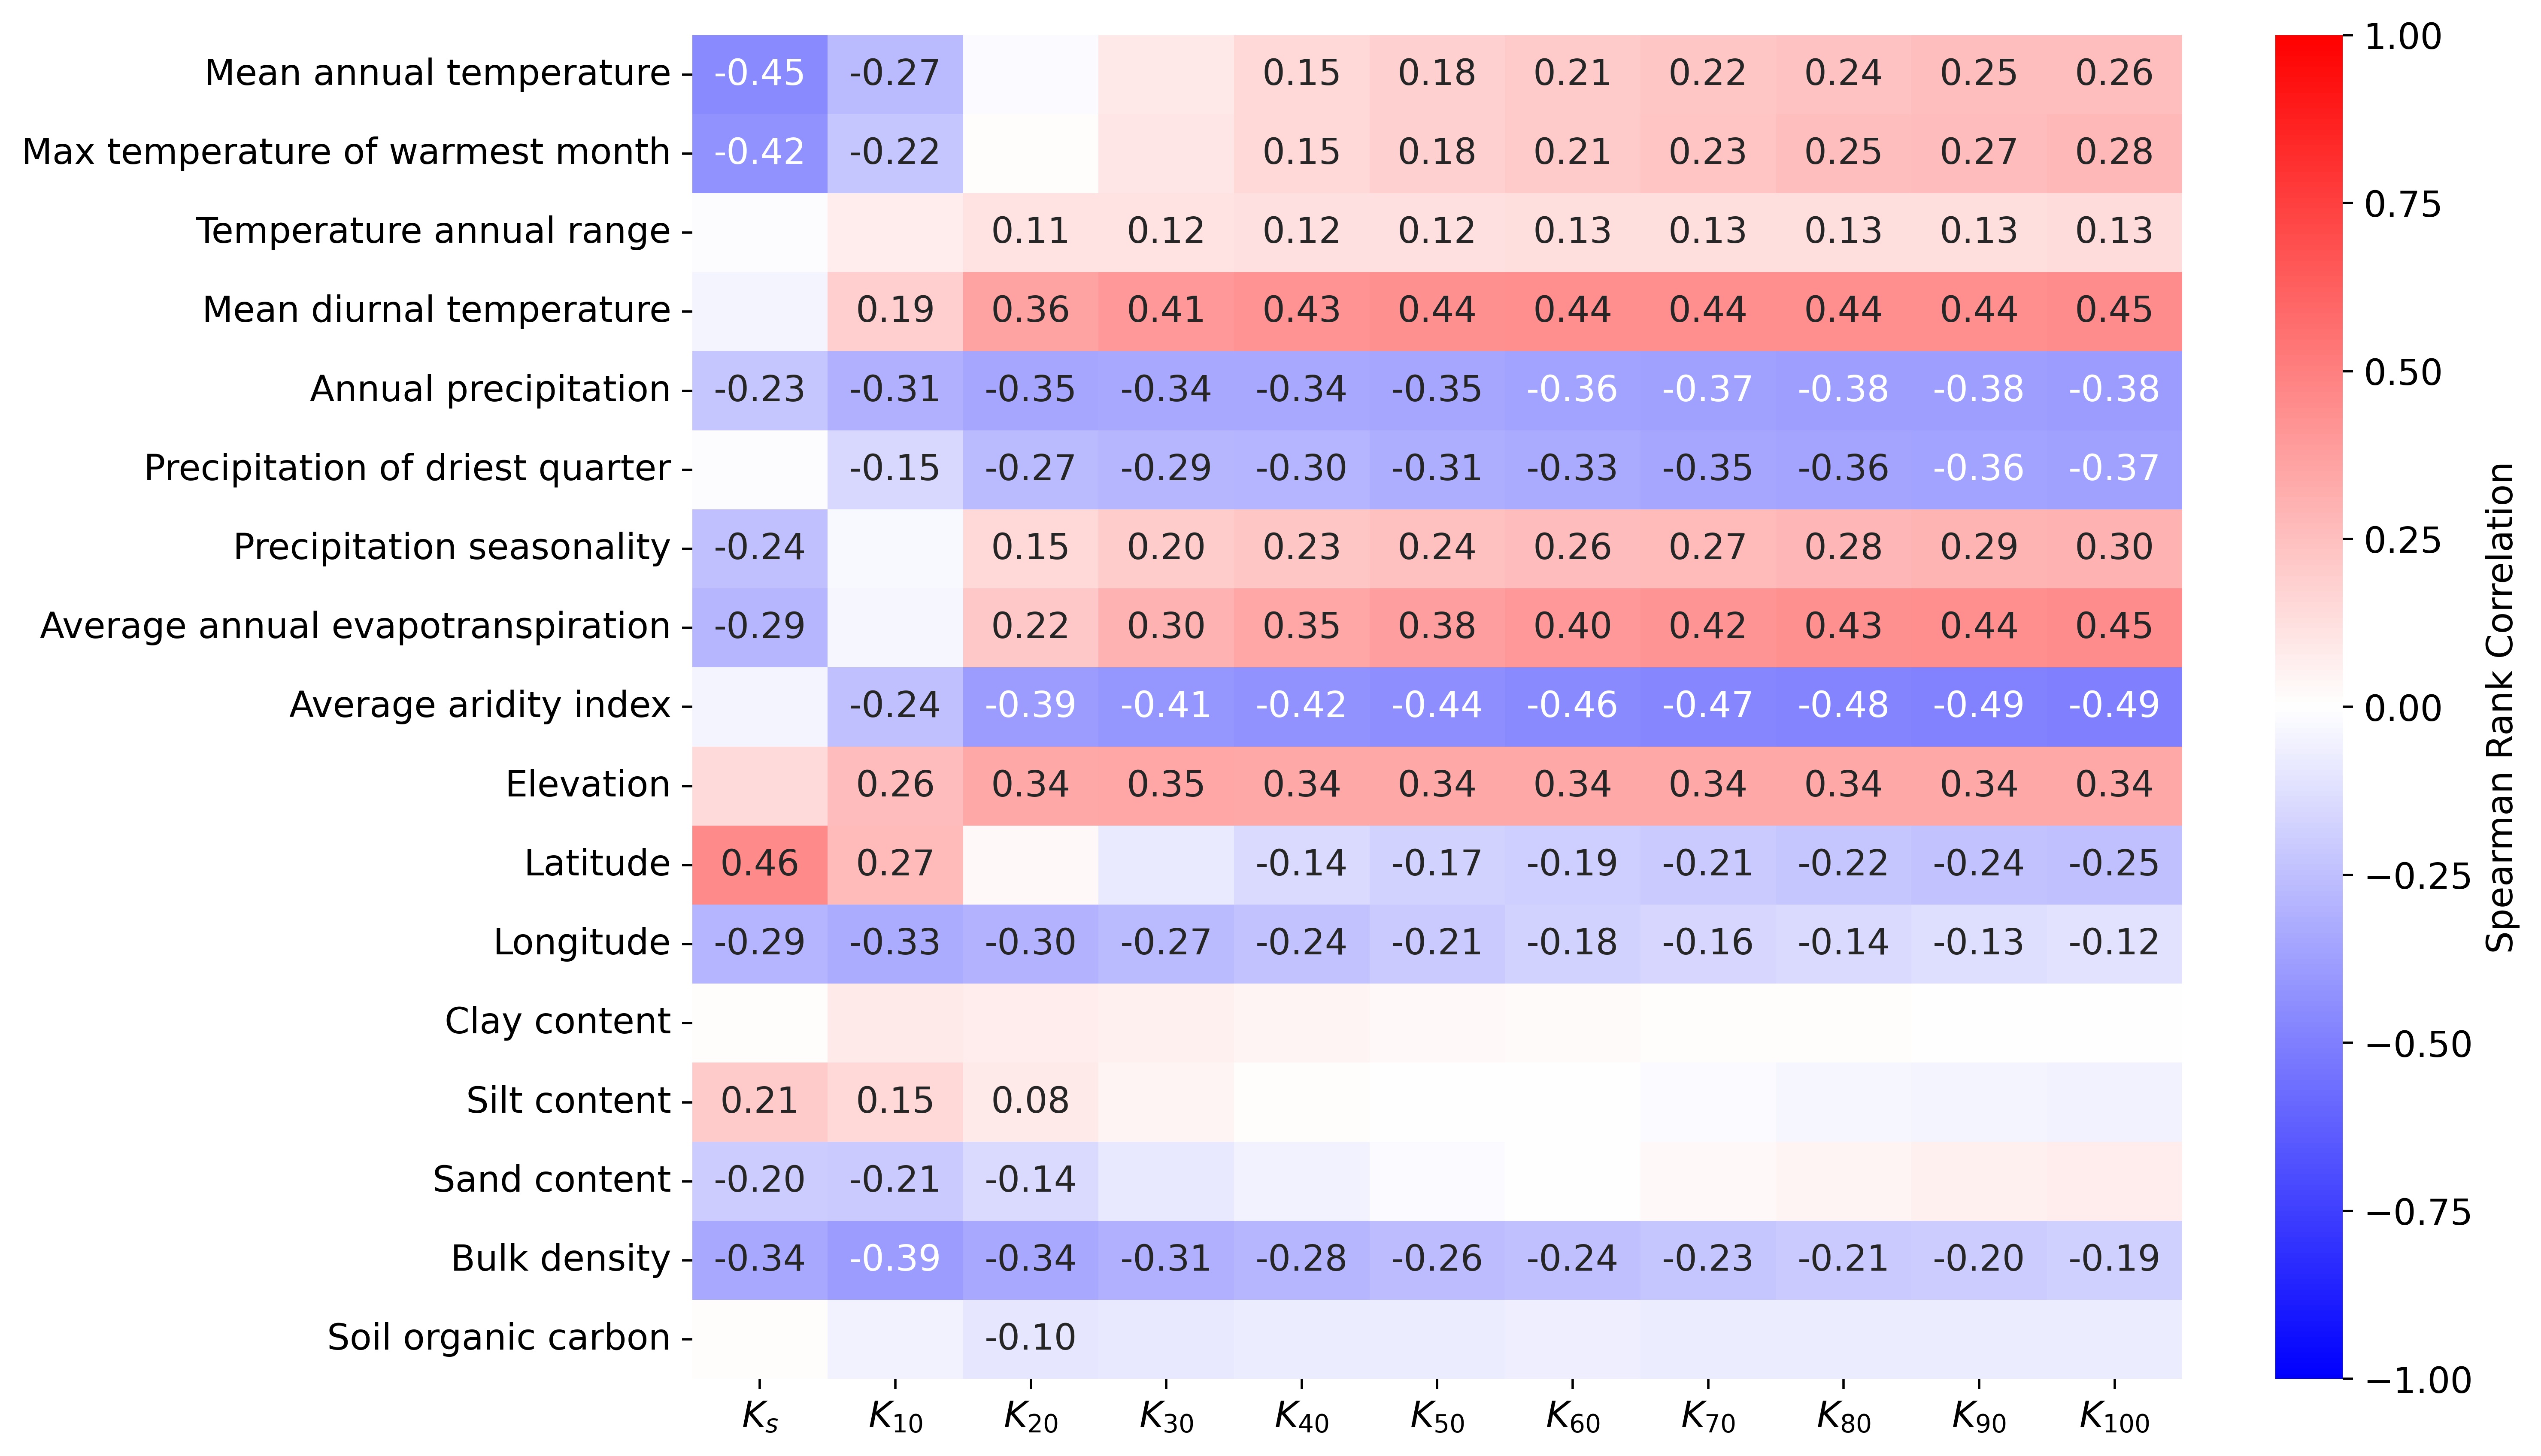 Mean annual temperature -0.45 -0.27 0.15 0.18 0.21 0.22 0.24 0.25 0.26
Max temperature of warmest month -0.42 -0.22 0.15 0.18 0.21 0.23 0.25 0.27 0.28
Temperature annual range 0.11 0.12 0.12 0.12 0.13 0.13 0.13 0.13 0.13
Mean diurnal temperature 0.19 0.36 0.41 0.43 0.44 0.44 0.44 0.44 0.44 0.45
Annual precipitation -0.23 -0.31 -0.35 -0.34 -0.34 -0.35 -0.36 -0.37 -0.38 -0.38 -0.38
Precipitation of driest quarter -0.15 -0.27 -0.29 -0.30 -0.31 -0.33 -0.35 -0.36 -0.36 -0.37
Precipitation seasonality -0.24 0.15 0.20 0.23 0.24 0.26 0.27 0.28 0.29 0.30
Average annual evapotranspiration -0.29 0.22 0.30 0.35 0.38 0.40 0.42 0.43 0.44 0.45
Average aridity index -0.24 -0.39 -0.41 -0.42 -0.44 -0.46 -0.47 -0.48 -0.49 -0.49
Elevation 0.26 0.34 0.35 0.34 0.34 0.34 0.34 0.34 0.34 0.34
Latitude 0.46 0.27 -0.14 -0.17 -0.19 -0.21 -0.22 -0.24 -0.25
Longitude -0.29 -0.33 -0.30 -0.27 -0.24 -0.21 -0.18 -0.16 -0.14 -0.13 -0.12
Clay content
Silt content 0.21 0.15 0.08
Sand content -0.20 -0.21 -0.14
Bulk density -0.34 -0.39 -0.34 -0.31 -0.28 -0.26 -0.24 -0.23 -0.21 -0.20 -0.19
Soil organic carbon -0.10
K_s K_10 K_20 K_30 K_40 K_50 K_60 K_70 K_80 K_90 K_100
1.00
0.75
0.50
0.25
0.00
−0.25
−0.50
−0.75
−1.00
Spearman Rank Correlation